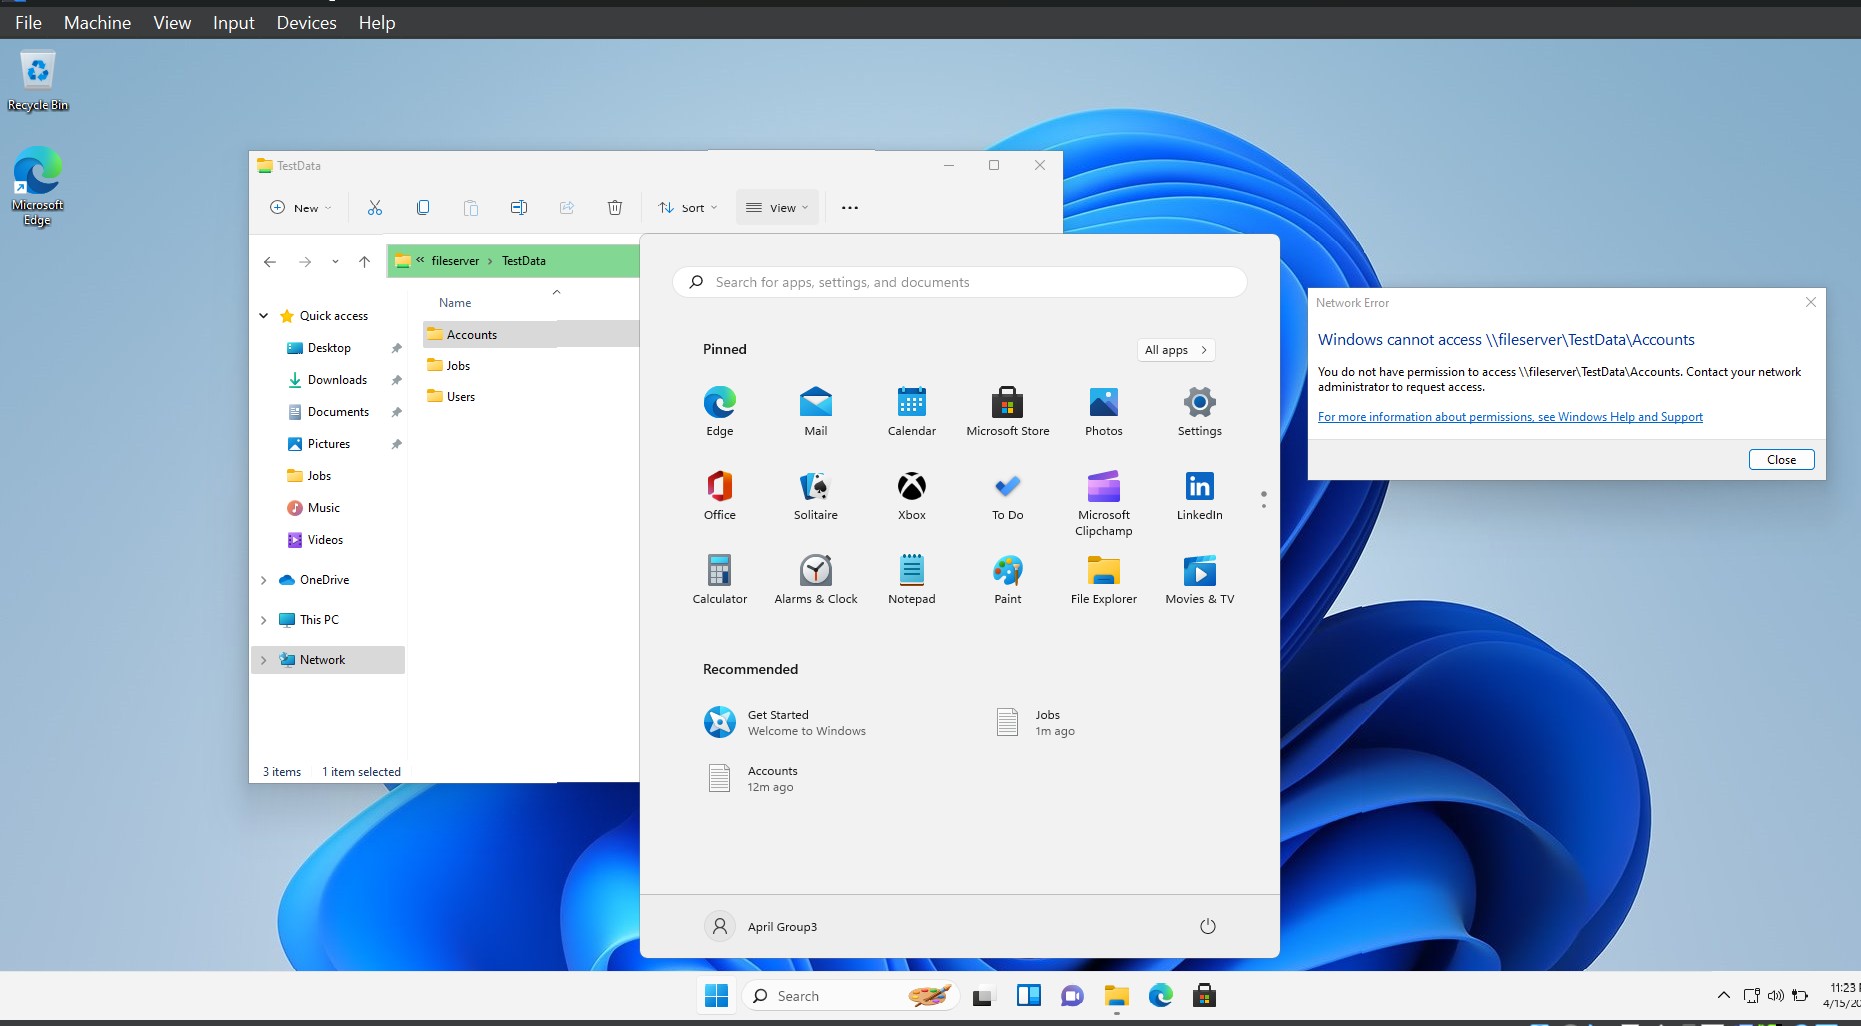 File Machine View Input Devices Help
Recycle Bin
Microsoft
Edge
TestData
New
Sort
View
« fileserver › TestData
Name
Quick access
Desktop
Downloads
Documents
Pictures
Jobs
Music
Videos
OneDrive
This PC
Network
Accounts
Jobs
Users
3 items 1 item selected
Search for apps, settings, and documents
Pinned
All apps
Edge Mail Calendar Microsoft Store Photos Settings
Office Solitaire Xbox To Do Microsoft Clipchamp LinkedIn
Calculator Alarms & Clock Notepad Paint File Explorer Movies & TV
Recommended
Get Started
Welcome to Windows
Jobs
1m ago
Accounts
12m ago
April Group3
Network Error
Windows cannot access \\fileserver\TestData\Accounts
You do not have permission to access \\fileserver\TestData\Accounts. Contact your network
administrator to request access.
For more information about permissions, see Windows Help and Support
Close
Search
11:23
4/15/20